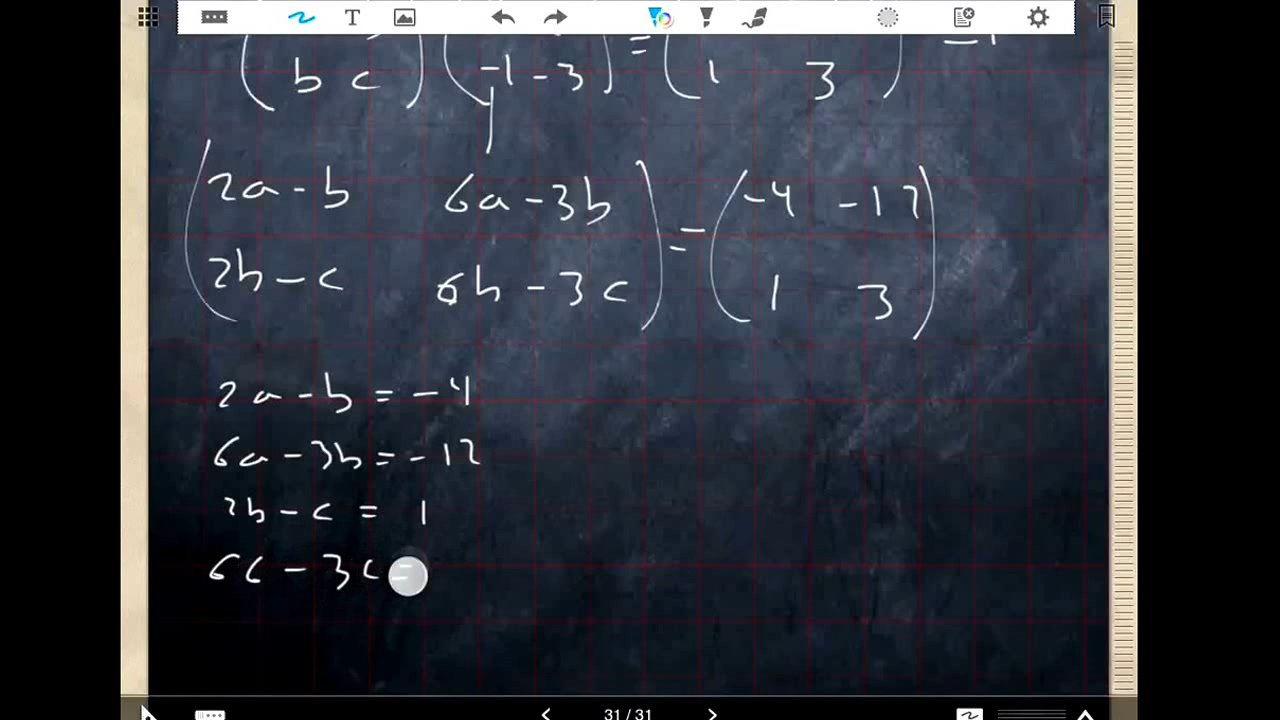 b c -1 -3 = 1 3
2a - b 6a - 3b = -4 -12
2b - c 6b - 3c 1 3
2a - b = -4
6a - 3b = -12
2b - c = 1
66 - 3c =
31 / 31